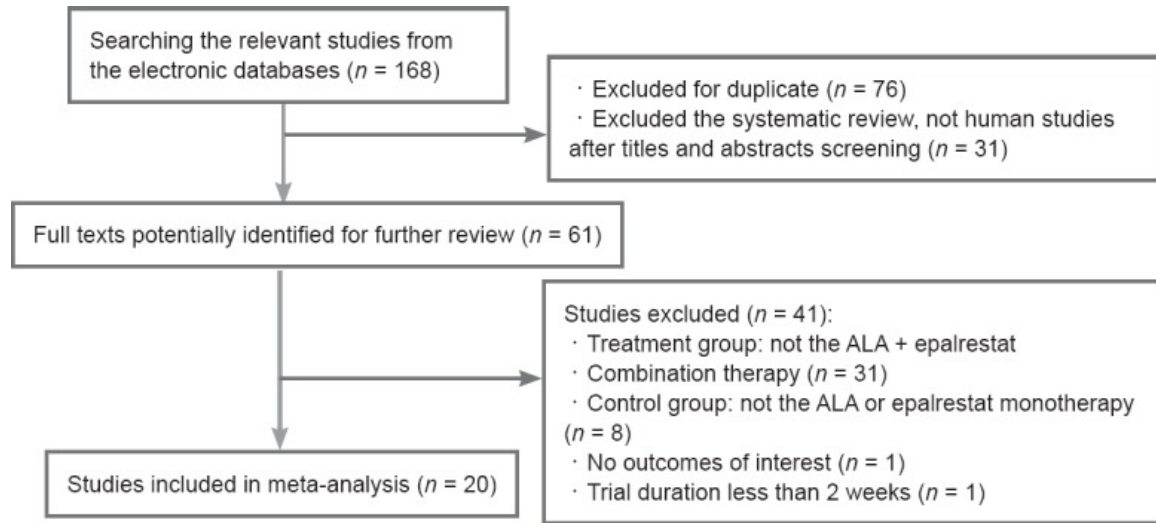 Searching the relevant studies from
the electronic databases (n = 168)
· Excluded for duplicate (n = 76)
· Excluded the systematic review, not human studies
after titles and abstracts screening (n = 31)
Full texts potentially identified for further review (n = 61)
Studies excluded (n = 41):
· Treatment group: not the ALA + epalrestat
· Combination therapy (n = 31)
· Control group: not the ALA or epalrestat monotherapy
(n = 8)
· No outcomes of interest (n = 1)
· Trial duration less than 2 weeks (n = 1)
Studies included in meta-analysis (n = 20)